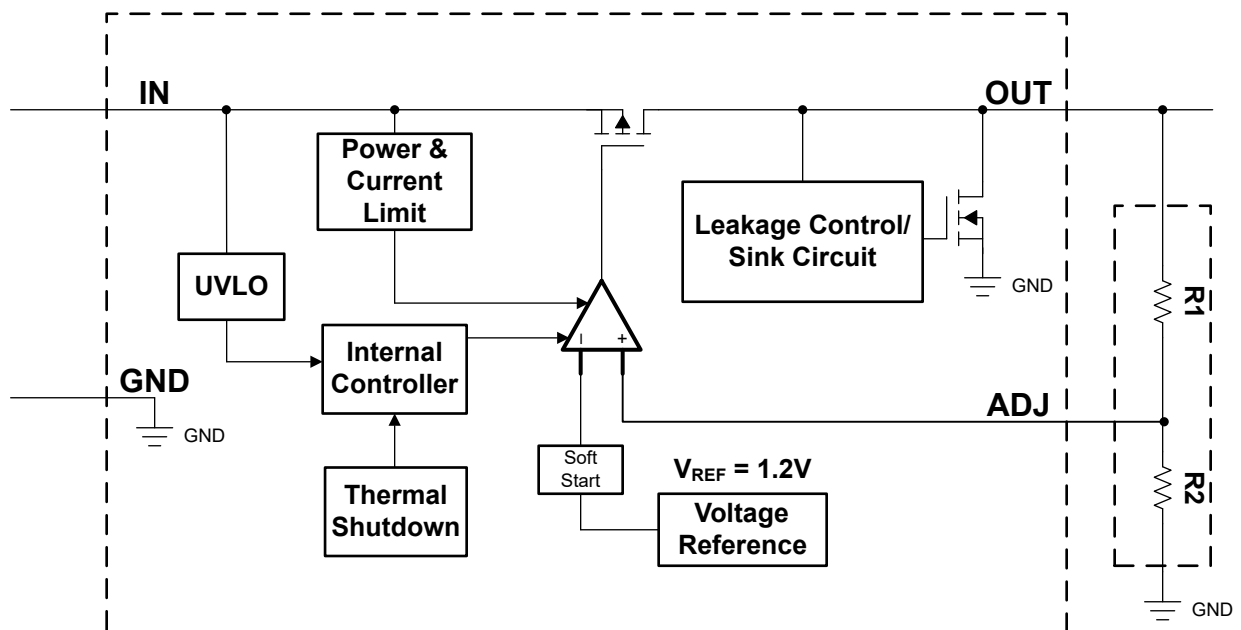 IN
OUT
Power &
Current
Limit
Leakage Control/
Sink Circuit
GND
UVLO
R1
Internal
Controller
I
+
GND
GND
ADJ
Soft
Start
V_REF = 1.2V
R2
Thermal
Shutdown
Voltage
Reference
GND